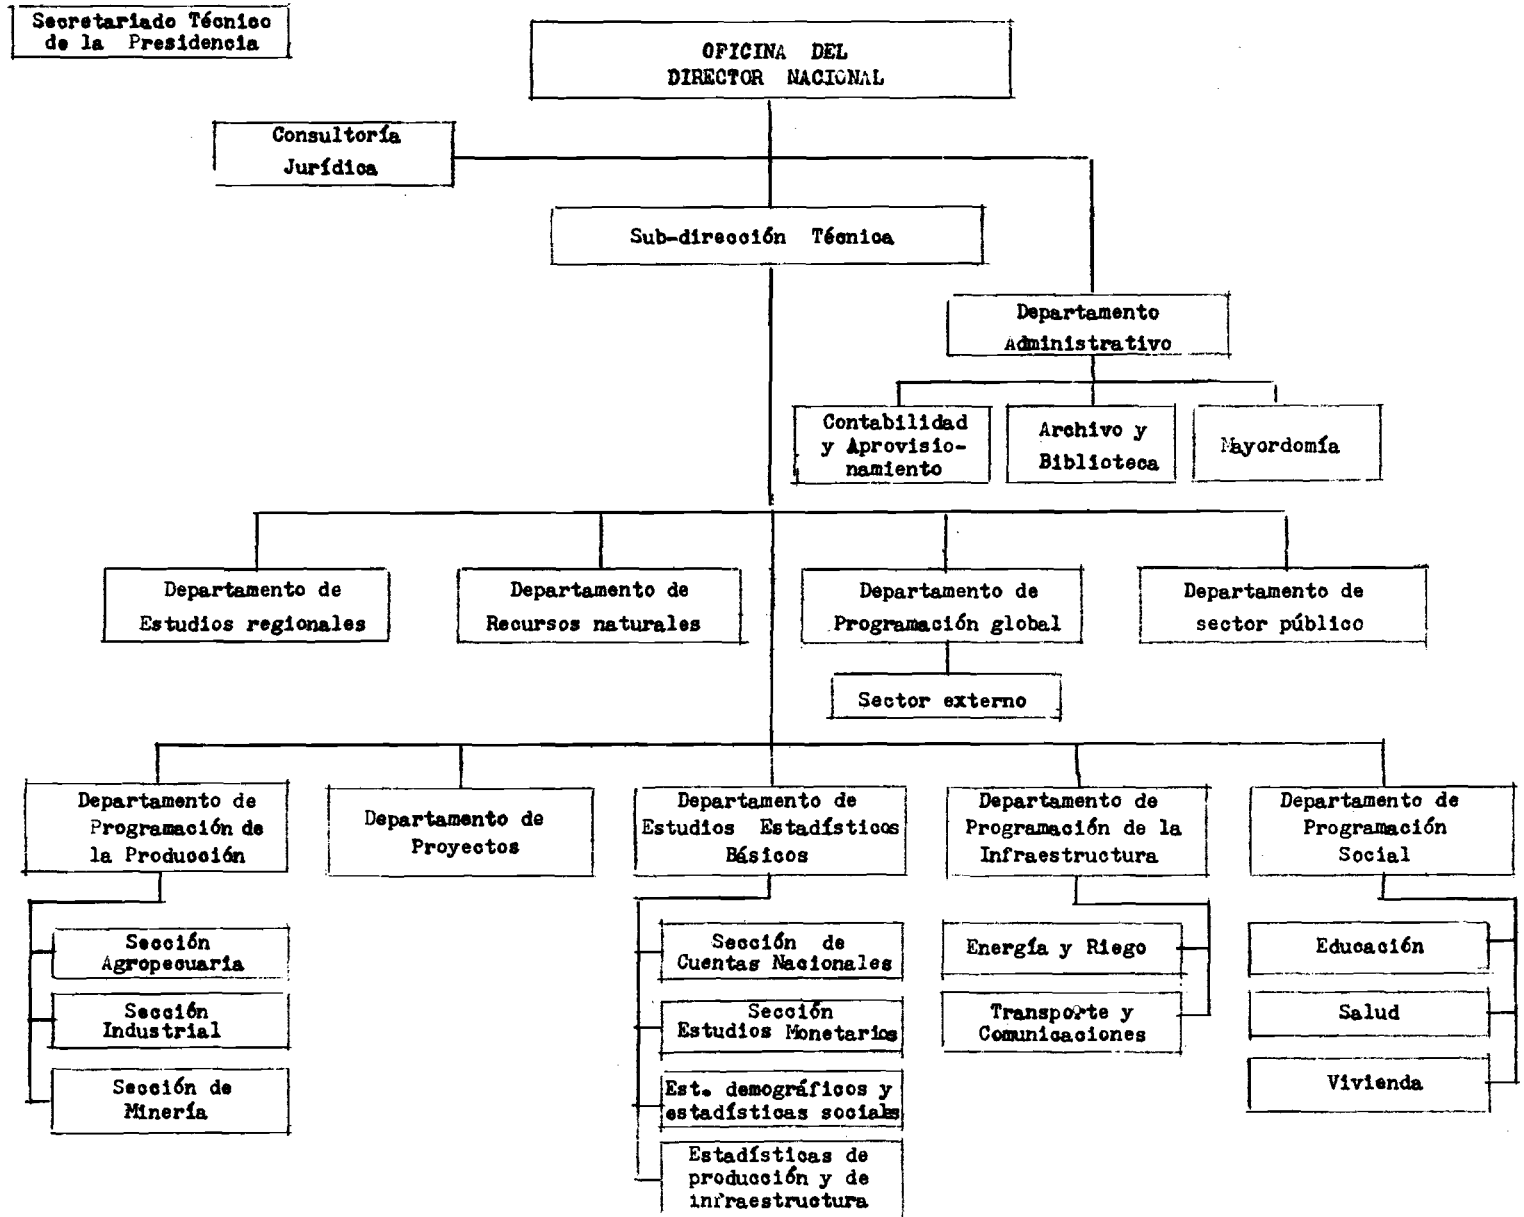 Secretariado Técnico
de la Presidencia
OFICINA DEL
DIRECTOR NACIONAL
Consultoría
Jurídica
Sub-dirección Técnica
Departamento
Administrativo
Contabilidad
y Aprovisio-
namiento
Archivo y
Biblioteca
Mayordomía
Departamento de
Estudios regionales
Departamento de
Recursos naturales
Departamento de
Programación global
Departamento de
sector público
Sector externo
Departamento de
Programación de
la Producción
Departamento de
Proyectos
Departamento de
Estudios Estadísticos
Básicos
Departamento de
Programación de la
Infraestructura
Departamento de
Programación
Social
Sección
Agropecuaria
Sección
Industrial
Sección de
Minería
Sección de
Cuentas Nacionales
Sección
Estudios Monetarios
Est. demográficos y
estadísticas sociales
Estadísticas de
producción y de
infraestructura
Energía y Riego
Transporte y
Comunicaciones
Educación
Salud
Vivienda